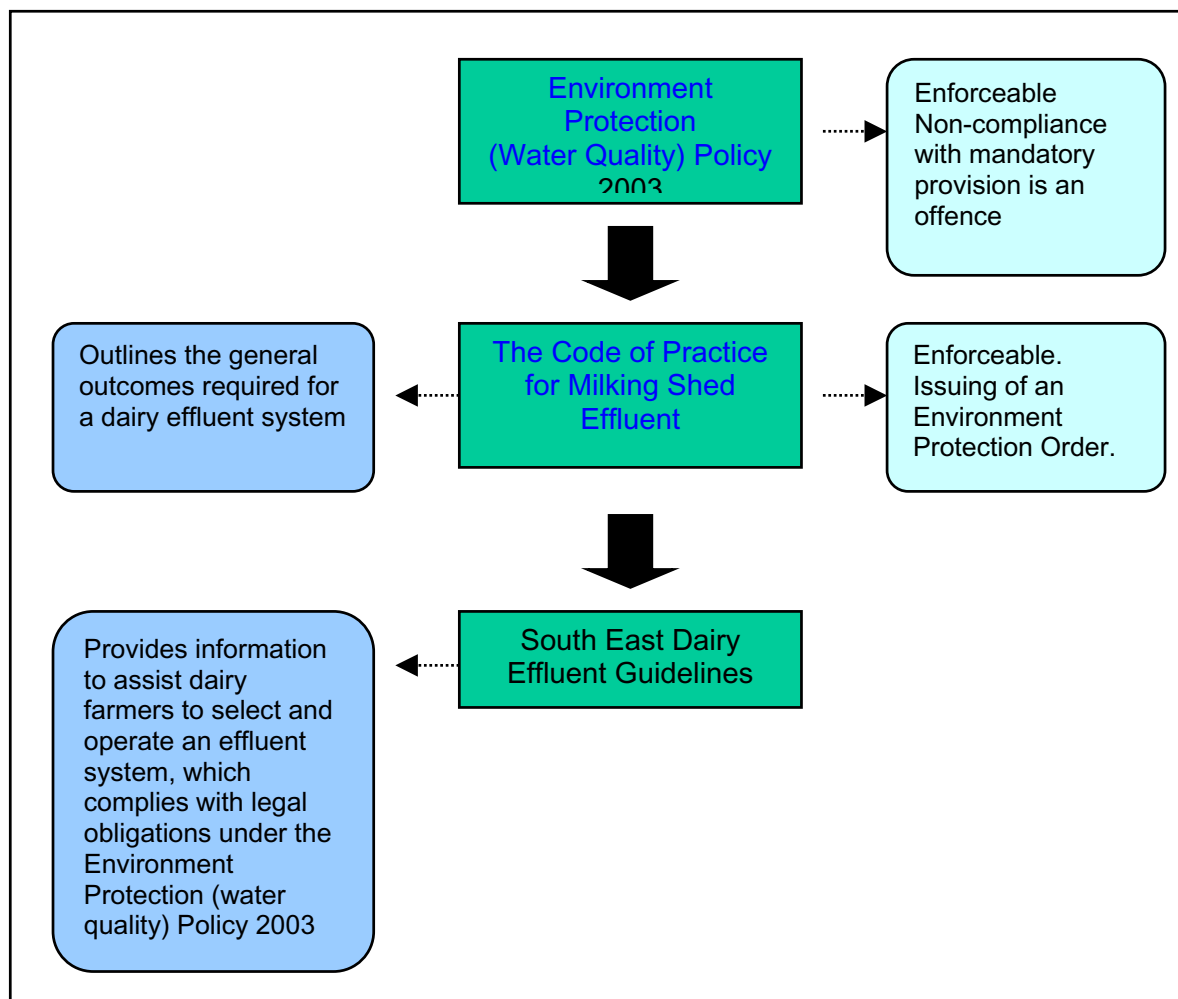 Environment
Protection
(Water Quality) Policy
2003
Enforceable
Non-compliance
with mandatory
provision is an
offence
Outlines the general
outcomes required for
a dairy effluent system
The Code of Practice
for Milking Shed
Effluent
Enforceable.
Issuing of an
Environment
Protection Order.
Provides information
to assist dairy
farmers to select and
operate an effluent
system, which
complies with legal
obligations under the
Environment
Protection (water
quality) Policy 2003
South East Dairy
Effluent Guidelines